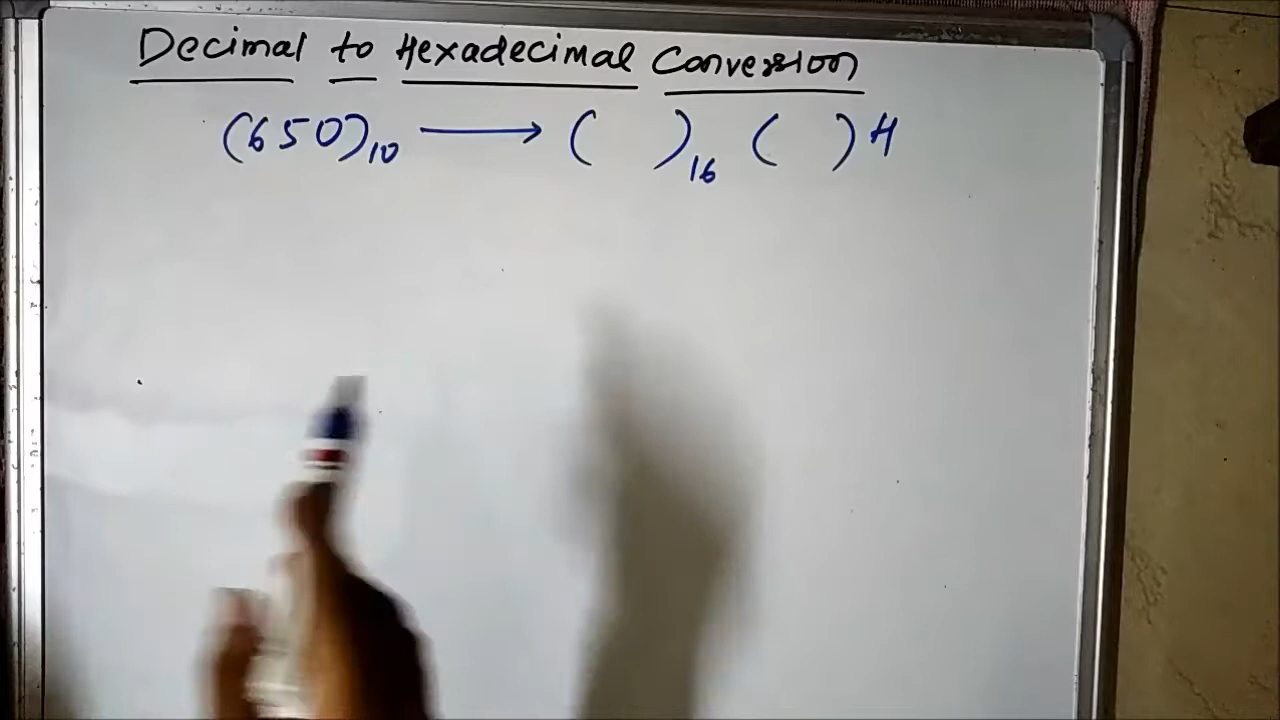 Decimal to Hexadecimal Conversion
(650)₁₀ ⟶ ( )₁₆ ( )H